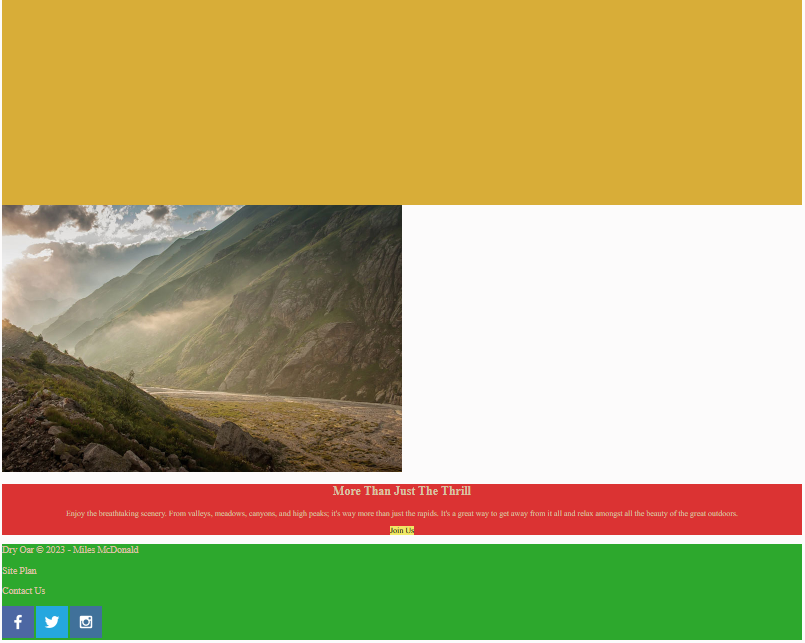 More Than Just The Thrill
Enjoy the breathtaking scenery. From valleys, meadows, canyons, and high peaks; it's way more than just the rapids. It's a great way to get away from it all and relax amongst all the beauty of the great outdoors.
Join Us
Dry Oar © 2023 - Miles McDonald
Site Plan
Contact Us